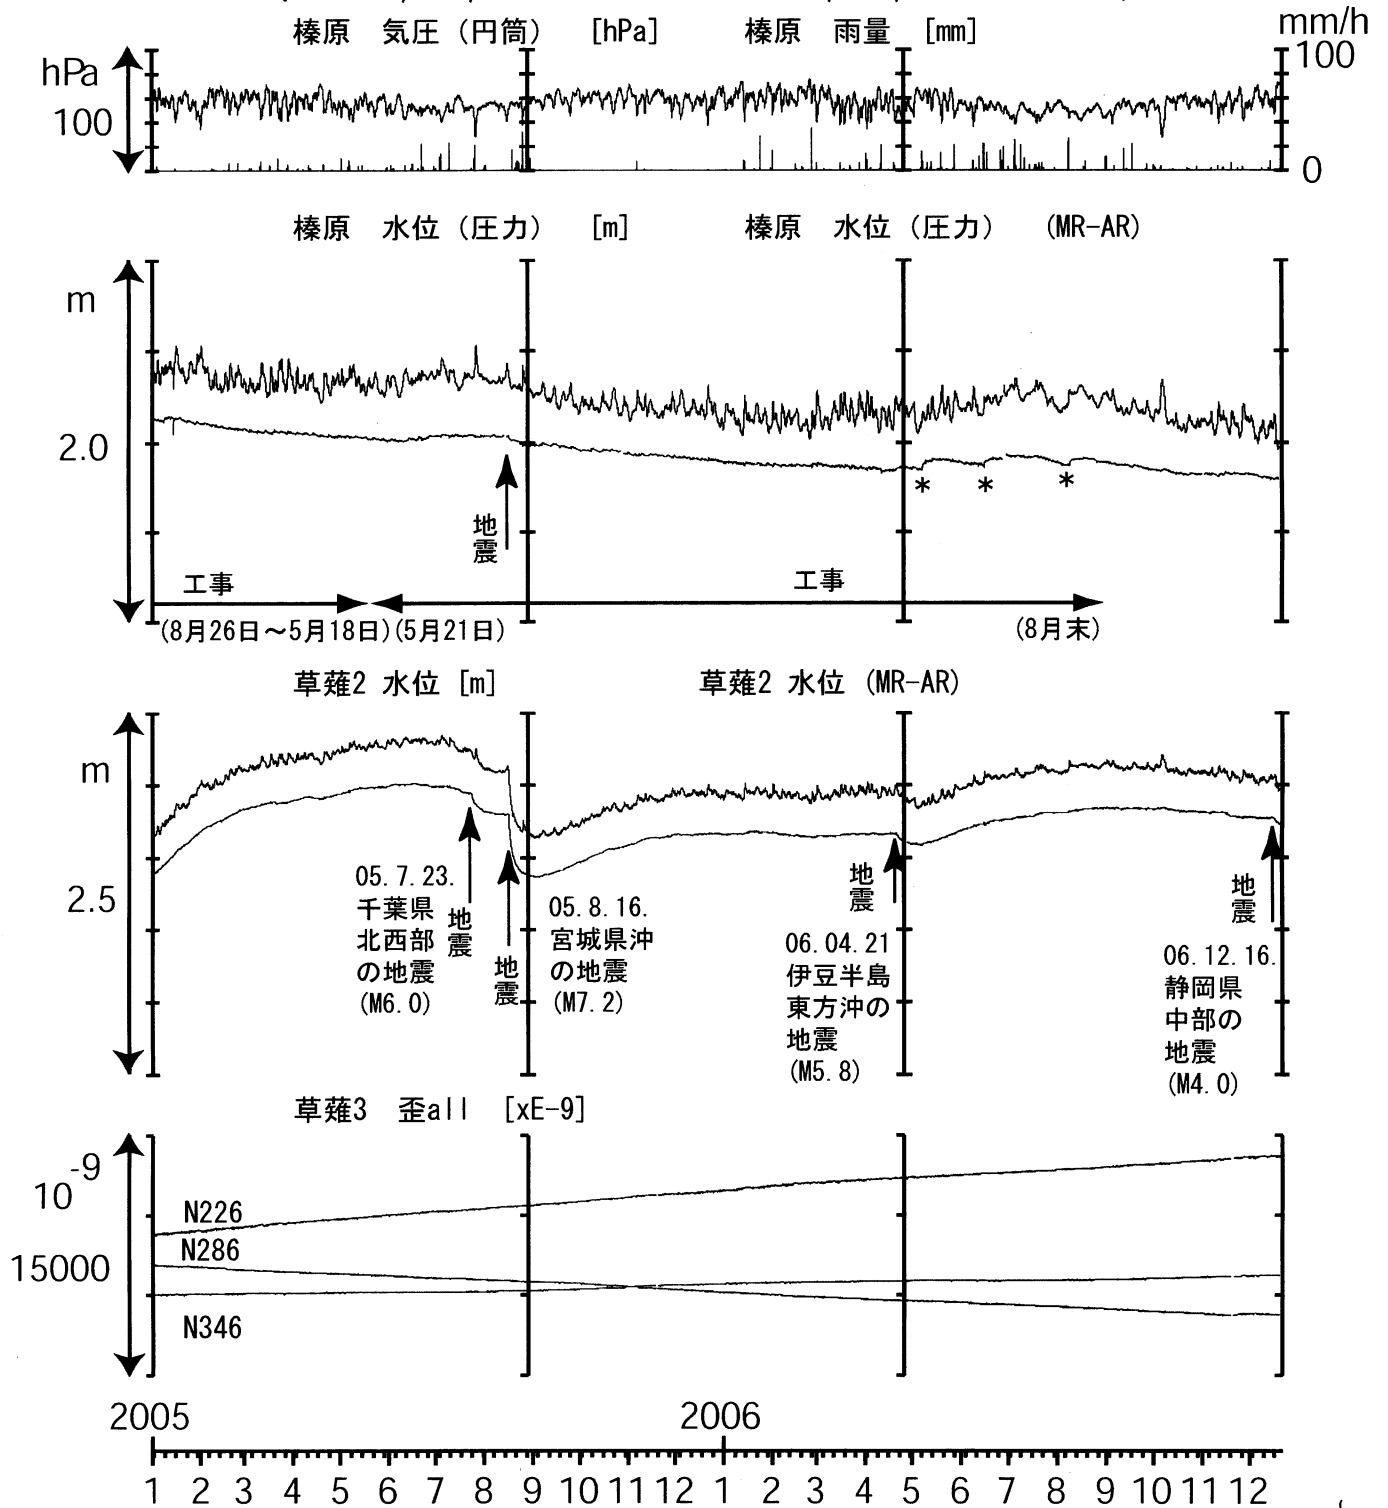 榛原 気圧（円筒） [hPa] 榛原 雨量 [mm]
mm/h
hPa
100
100
0
榛原 水位（圧力） [m] 榛原 水位（圧力） (MR-AR)
m
2.0
*
*
*
地震
工事
工事
(8月26日～5月18日)(5月21日)
(8月末)
草薙2 水位 [m] 草薙2 水位 (MR-AR)
m
2.5
05.7.23.
千葉県
北西部
の地震
(M6.0)
地震
地震
05.8.16.
宮城県沖
の地震
(M7.2)
地震
06.04.21
伊豆半島
東方沖の
地震
(M5.8)
地震
06.12.16.
静岡県
中部の
地震
(M4.0)
草薙3 歪all [xE-9]
10-9
15000
N226
N286
N346
2005 2006
1 2 3 4 5 6 7 8 9 10 11 12 1 2 3 4 5 6 7 8 9 10 11 12